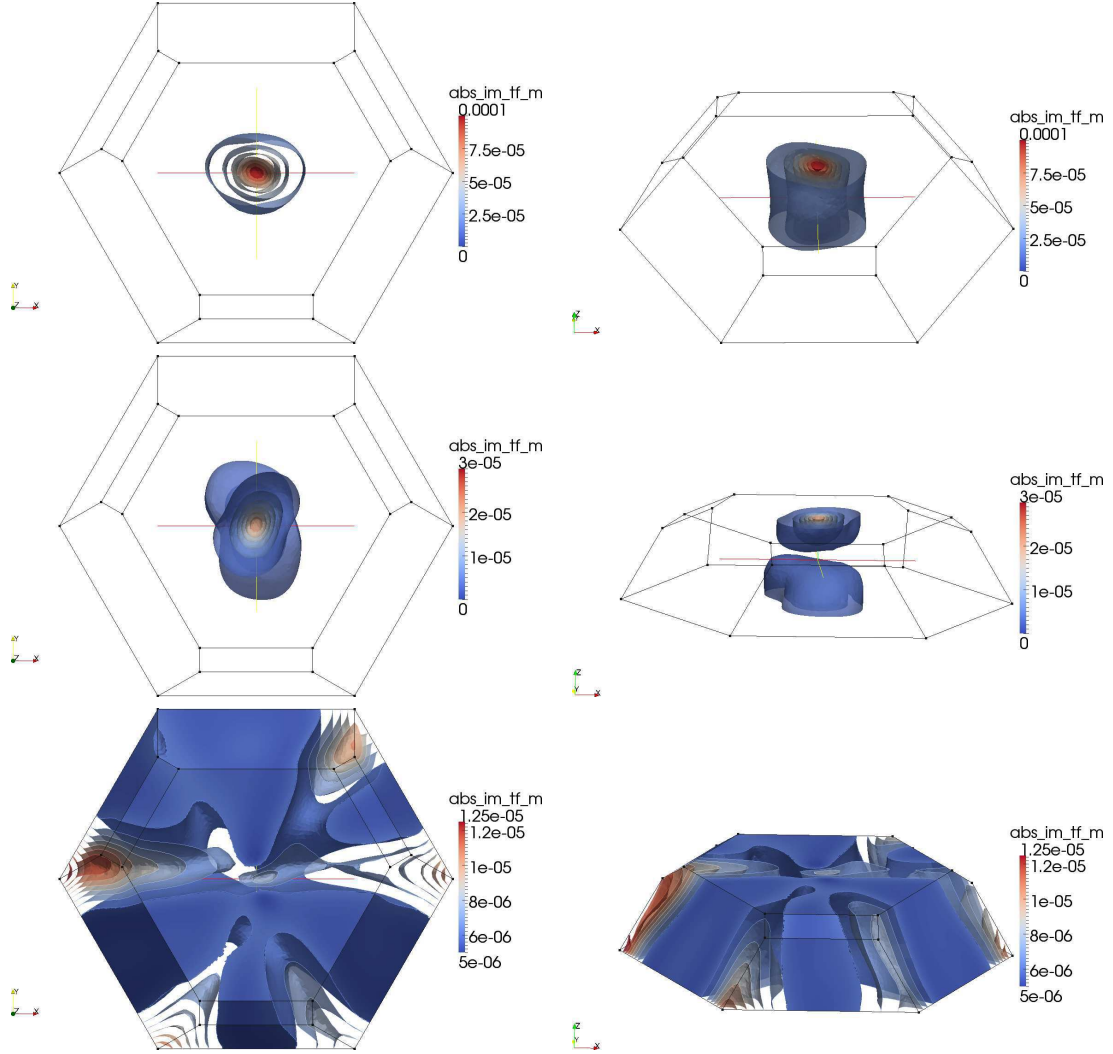 abs_im_tf_m
0.0001
7.5e-05
5e-05
2.5e-05
0
Y
Z X
abs_im_tf_m
0.0001
7.5e-05
5e-05
2.5e-05
0
Z
Y
X
abs_im_tf_m
3e-05
2e-05
1e-05
0
Y
Z X
abs_im_tf_m
3e-05
2e-05
1e-05
0
Z
Y
X
abs_im_tf_m
1.25e-05
1.2e-05
1e-05
8e-06
6e-06
5e-06
Y
Z X
abs_im_tf_m
1.25e-05
1.2e-05
1e-05
8e-06
6e-06
5e-06
Z
Y
X